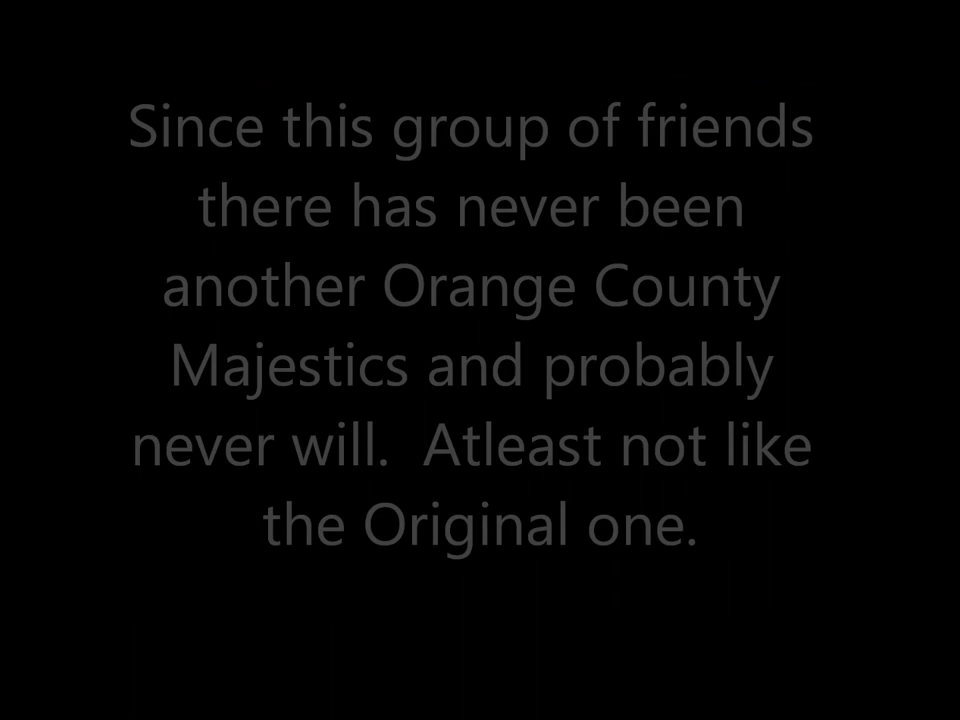 Since this group of friends
there has never been
another Orange County
Majestics and probably
never will.  Atleast not like
the Original one.